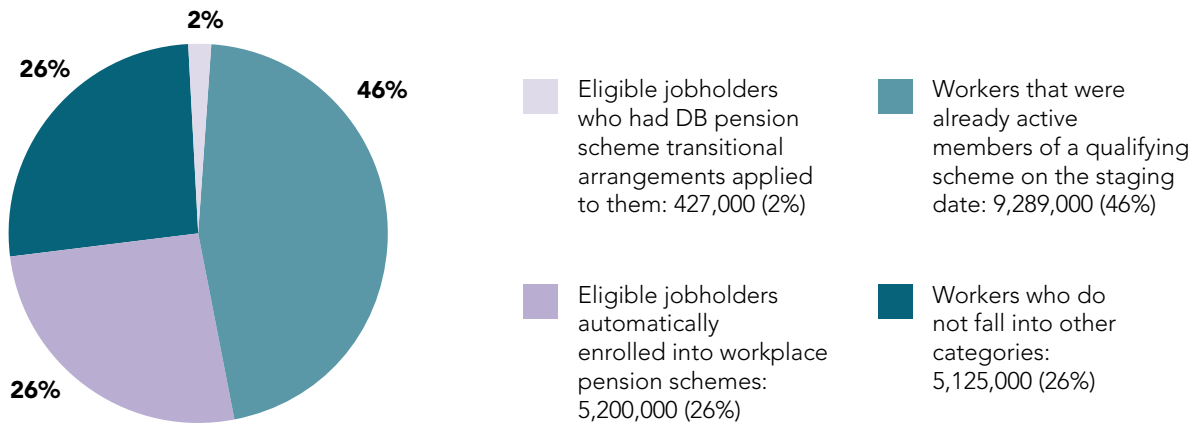 2%
26%
46%
26%
Eligible jobholders
who had DB pension
scheme transitional
arrangements applied
to them: 427,000 (2%)
Workers that were
already active
members of a qualifying
scheme on the staging
date: 9,289,000 (46%)
Eligible jobholders
automatically
enrolled into workplace
pension schemes:
5,200,000 (26%)
Workers who do
not fall into other
categories:
5,125,000 (26%)